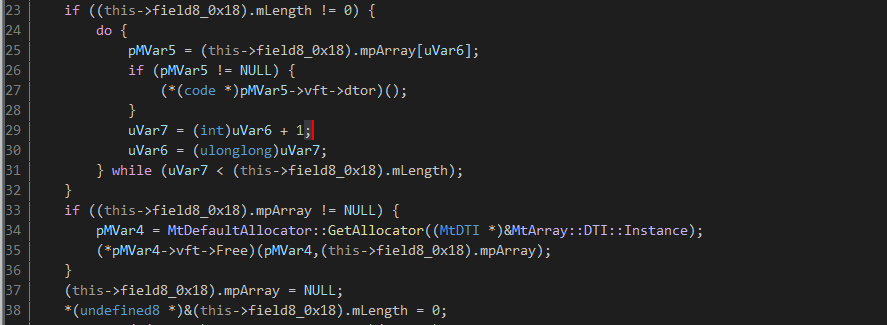 23 if ((this->field8_0x18).mLength != 0) {
24 do {
25 pMVar5 = (this->field8_0x18).mpArray[uVar6];
26 if (pMVar5 != NULL) {
27 (*(code *)pMVar5->vft->dtor)();
28 }
29 uVar7 = (int)uVar6 + 1;
30 uVar6 = (ulonglong)uVar7;
31 } while (uVar7 < (this->field8_0x18).mLength);
32 }
33 if ((this->field8_0x18).mpArray != NULL) {
34 pMVar4 = MtDefaultAllocator::GetAllocator((MtDTI *)&MtArray::DTI::Instance);
35 (*pMVar4->vft->Free)(pMVar4,(this->field8_0x18).mpArray);
36 }
37 (this->field8_0x18).mpArray = NULL;
38 *(undefined8 *)&(this->field8_0x18).mLength = 0;